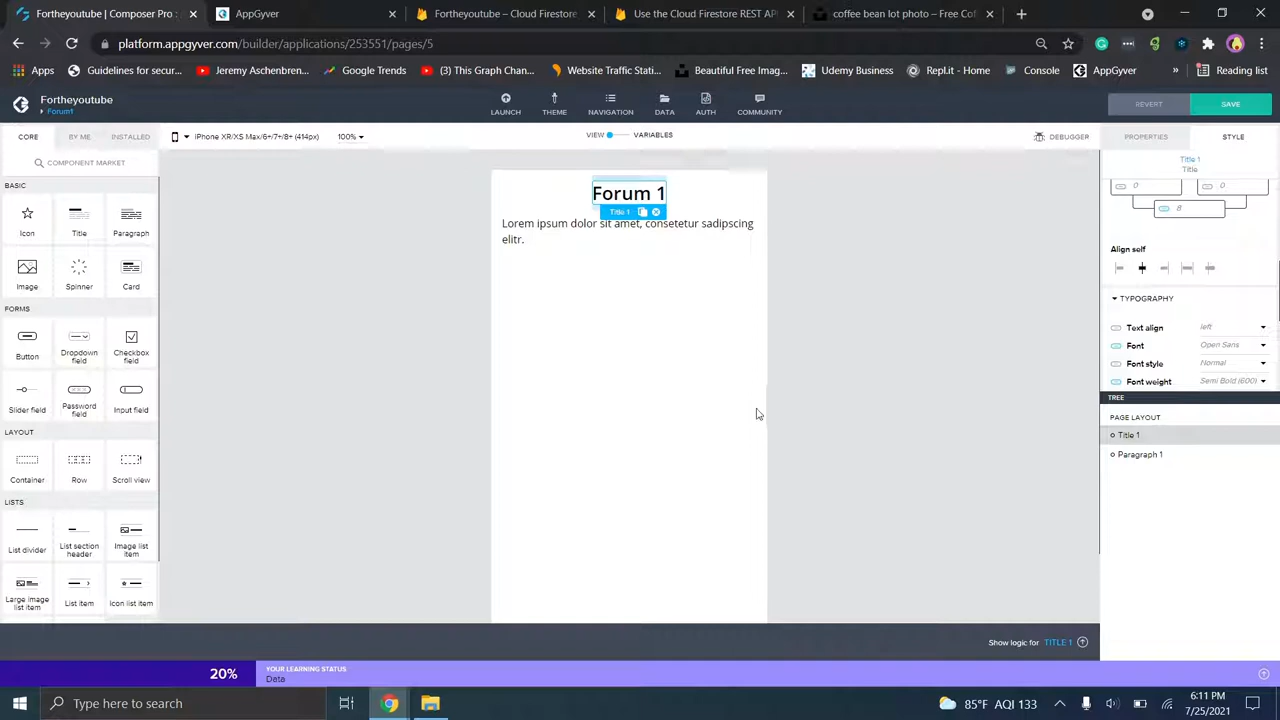 Fortheyoutube | Composer Pro :
AppGyver
Fortheyoutube – Cloud Firestore
Use the Cloud Firestore REST API
coffee bean lot photo – Free Cof
platform.appgyver.com/builder/applications/253551/pages/5
Apps
Guidelines for secur...
Jeremy Aschenbren...
Google Trends
(3) This Graph Chan...
Website Traffic Stati...
Beautiful Free Imag...
Udemy Business
RepLit - Home
Console
AppGyver
Reading list
Fortheyoutube
Forum1
LAUNCH
THEME
NAVIGATION
DATA
AUTH
COMMUNITY
REVERT
SAVE
CORE
BY ME
INSTALLED
iPhone XR/XS Max/6+/7+/8+ (414px)
100%
VIEW
VARIABLES
DEBUGGER
PROPERTIES
STYLE
COMPONENT MARKET
BASIC
Icon
Title
Paragraph
Image
Spinner
Card
FORMS
Button
Dropdown
field
Checkbox
field
Slider field
Password
field
Input field
LAYOUT
Container
Row
Scroll view
LISTS
List divider
List section
header
Image list
item
Large image
list item
List item
Icon list item
Forum 1
Title 1
Lorem ipsum dolor sit amet, consetetur sadipscing
elitr.
Title 1
Title
0
0
8
Align self
TYPOGRAPHY
Text align
left
Font
Open Sans
Font style
Normal
Font weight
Semi Bold (600)
TREE
PAGE LAYOUT
Title 1
Paragraph 1
Show logic for TITLE 1
20%
YOUR LEARNING STATUS
Data
Type here to search
85°F AQI 133
6:11 PM
7/25/2021